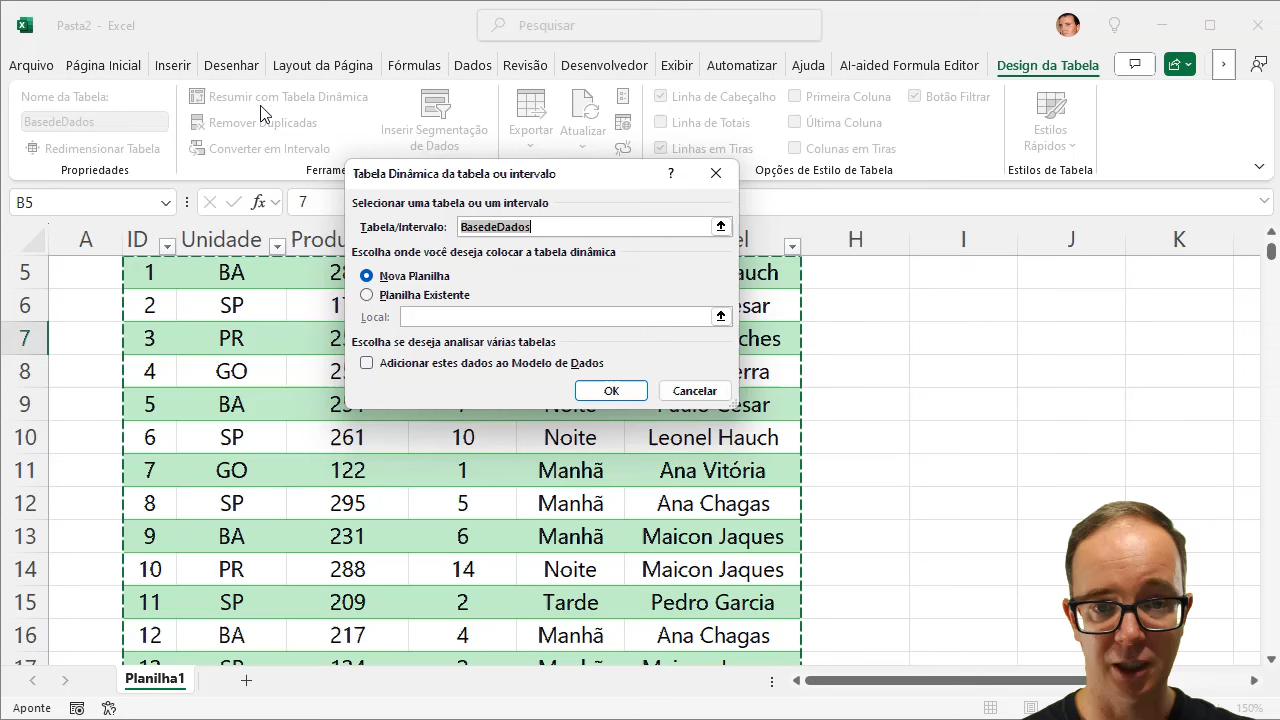 Pasta2 - Excel
Pesquisar
Arquivo Página Inicial Inserir Desenhar Layout da Página Fórmulas Dados Revisão Desenvolvedor Exibir Automatizar Ajuda AI-aided Formula Editor Design da Tabela
Nome da Tabela:
BasedeDados
Redimensionar Tabela
Propriedades
Resumir com Tabela Dinâmica
Remover Duplicadas
Converter em Intervalo
Inserir Segmentação
de Dados
Exportar
Atualizar
Linha de Cabeçalho
Linha de Totais
Linhas em Tiras
Primeira Coluna
Última Coluna
Colunas em Tiras
Botão Filtrar
Opções de Estilo de Tabela
Estilos
Rápidos
Estilos de Tabela
B5 fx 7
Tabela Dinâmica da tabela ou intervalo ?
Selecionar uma tabela ou um intervalo
Tabela/Intervalo: BasedeDados
Escolha onde você deseja colocar a tabela dinâmica
Nova Planilha
Planilha Existente
Local:
Escolha se deseja analisar várias tabelas
Adicionar estes dados ao Modelo de Dados
OK Cancelar
A ID Unidade H I J K
5 1 BA
6 2 SP
7 3 PR
8 4 GO
9 5 BA
10 6 SP 261 10 Noite Leonel Hauch
11 7 GO 122 1 Manhã Ana Vitória
12 8 SP 295 5 Manhã Ana Chagas
13 9 BA 231 6 Manhã Maicon Jaques
14 10 PR 288 14 Noite Maicon Jaques
15 11 SP 209 2 Tarde Pedro Garcia
16 12 BA 217 4 Manhã Ana Chagas
Planilha1
Aponte 150%